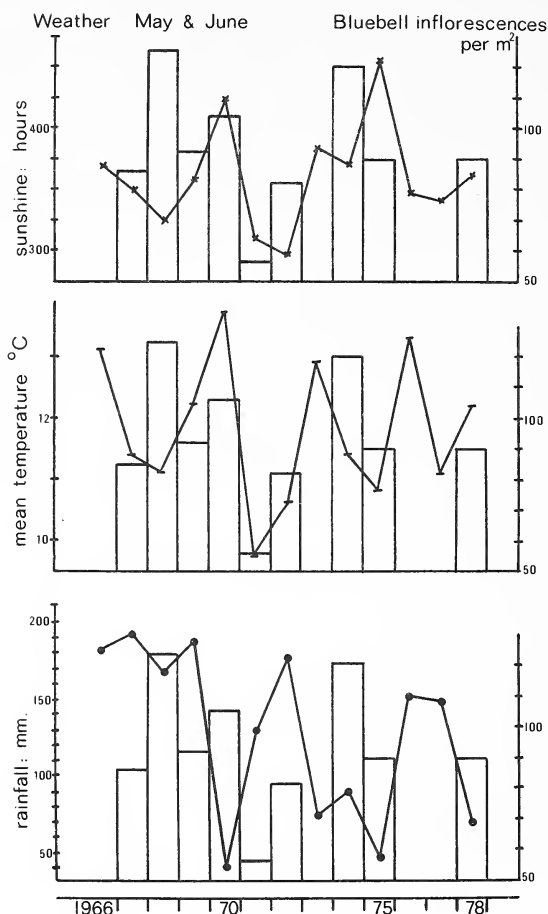 Weather May & June Bluebell inflorescences
per m²
sunshine: hours
400
300
100
50
mean temperature °C
12
10
100
50
rainfall: mm.
200
150
100
50
100
50
1966 70 75 78